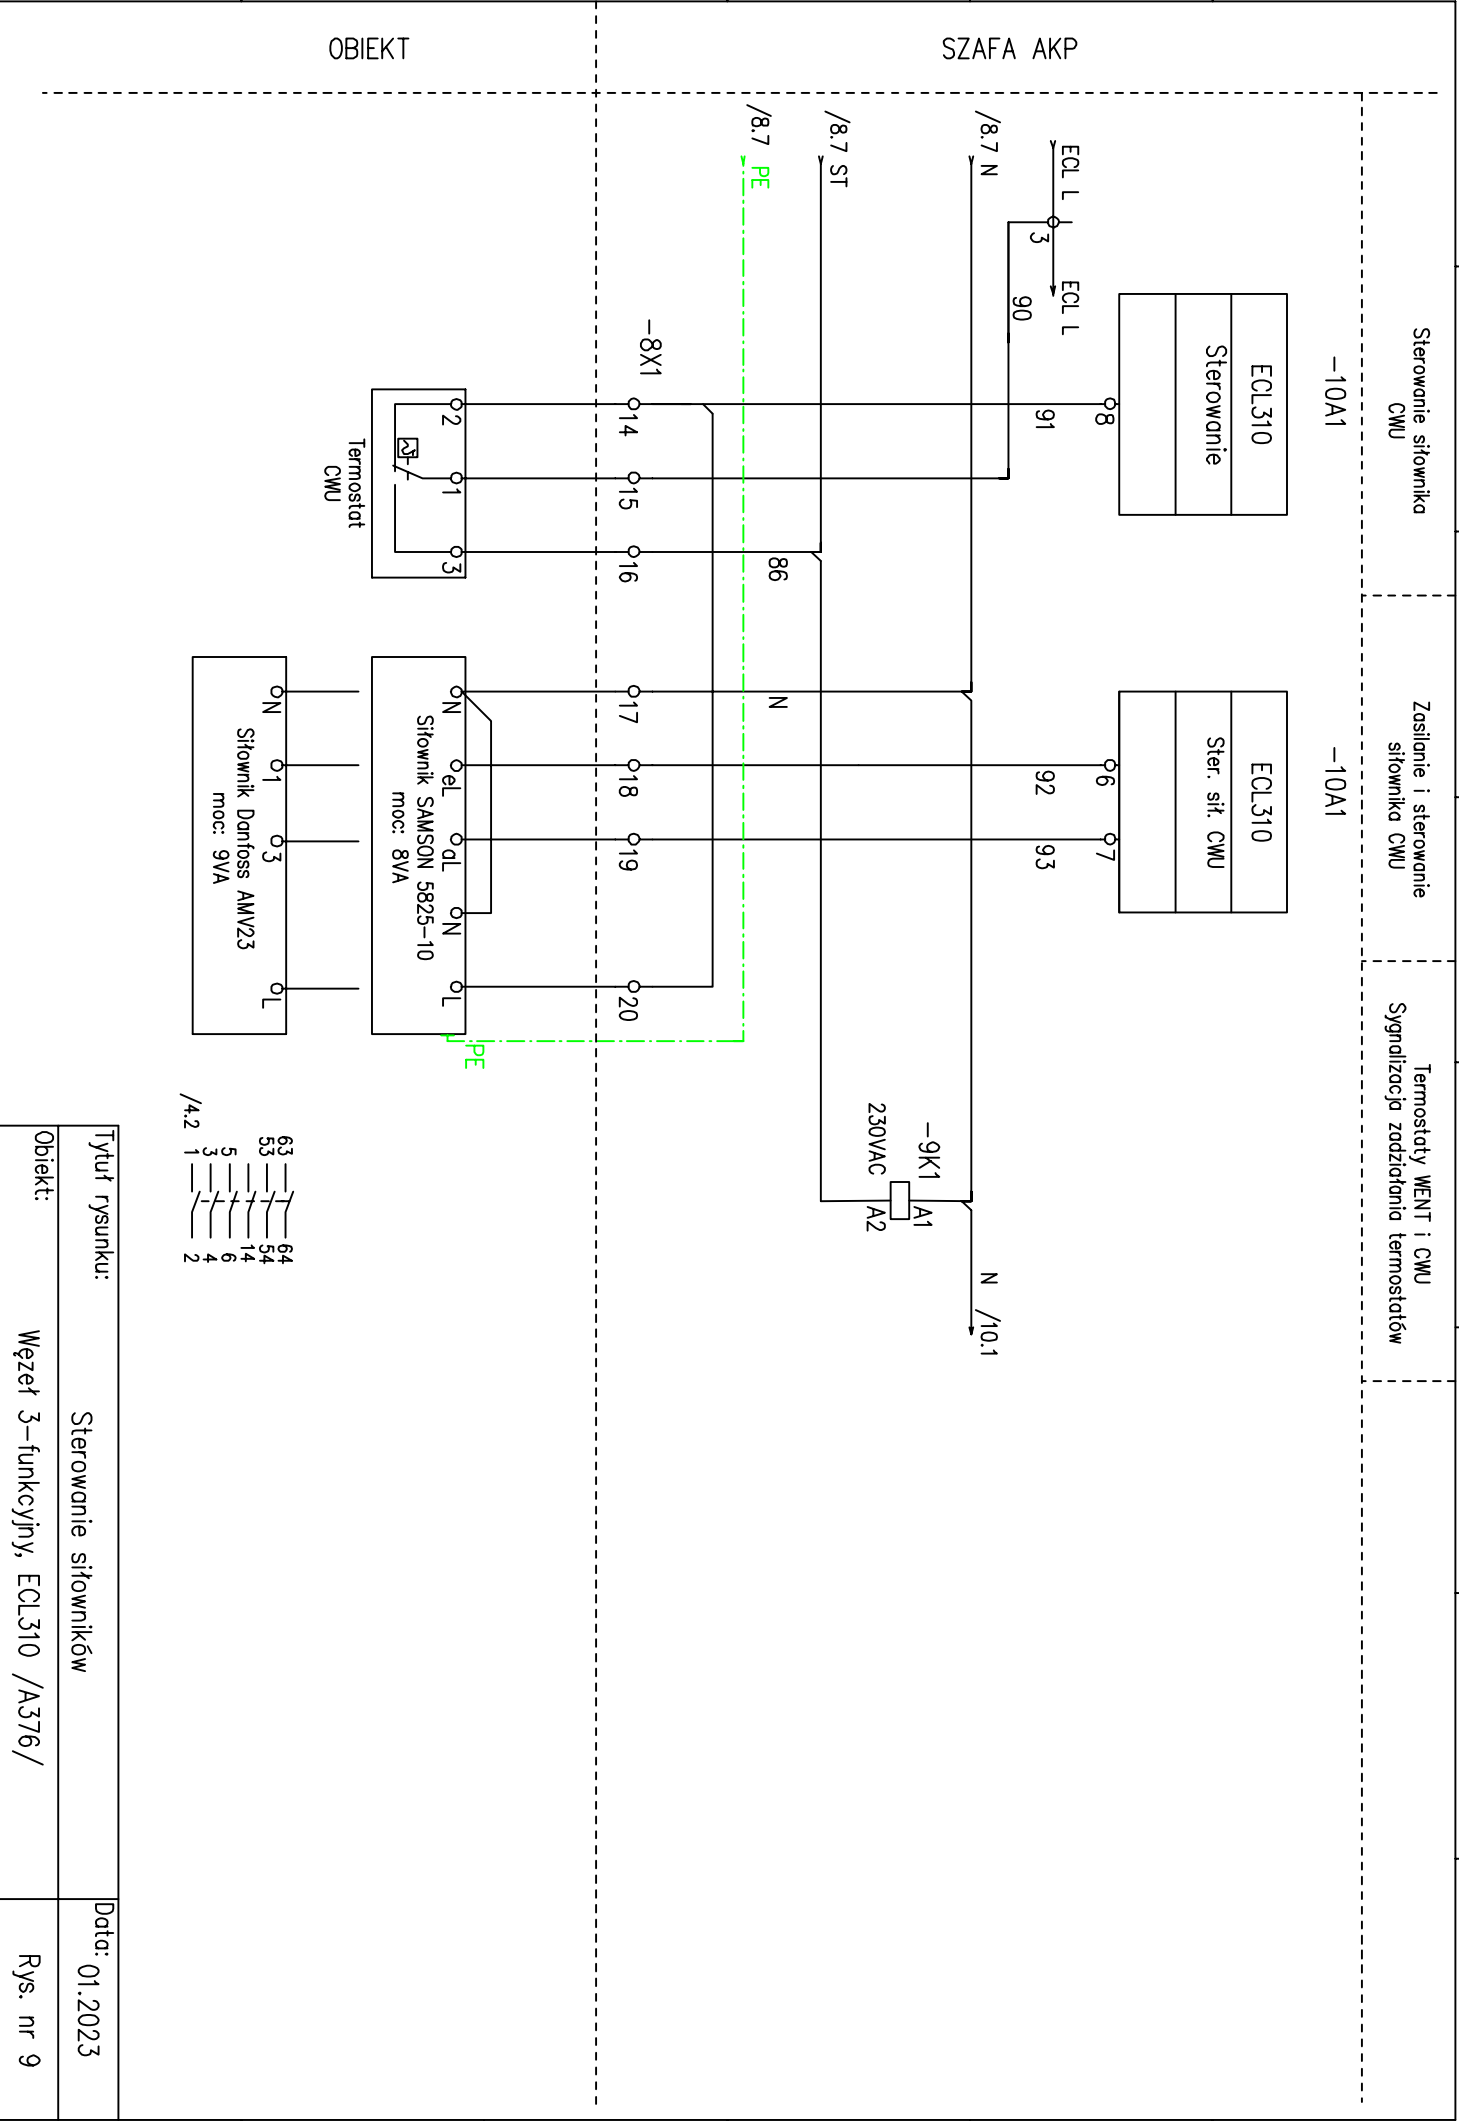 SZAFA AKP
OBIEKT
Sterowanie siłownika
CWU
Zasilanie i sterowanie
siłownika CWU
Termostaty WENT i CWU
Sygnalizacja zadziałania termostatów
-10A1
-10A1
ECL310
Sterowanie
ECL310
Ster. sił. CWU
8
6
7
ECL L
3
ECL L
90
91
92
93
/8.7 N
N /10.1
/8.7 ST
/8.7 PE
86
N
-9K1
230VAC
A1
A2
-8X1
14
15
16
17
18
19
20
2
1
3
Termostat
CWU
N
eL
aL
N
L
PE
Siłownik SAMSON 5825-10
moc: 8VA
N
1
3
L
Siłownik Danfoss AMV23
moc: 9VA
63 64
53 54
14
5 6
3 4
/4.2 1 2
Tytuł rysunku:
Sterowanie siłowników
Data: 01.2023
Obiekt:
Węzeł 3-funkcyjny, ECL310 /A376/
Rys. nr 9